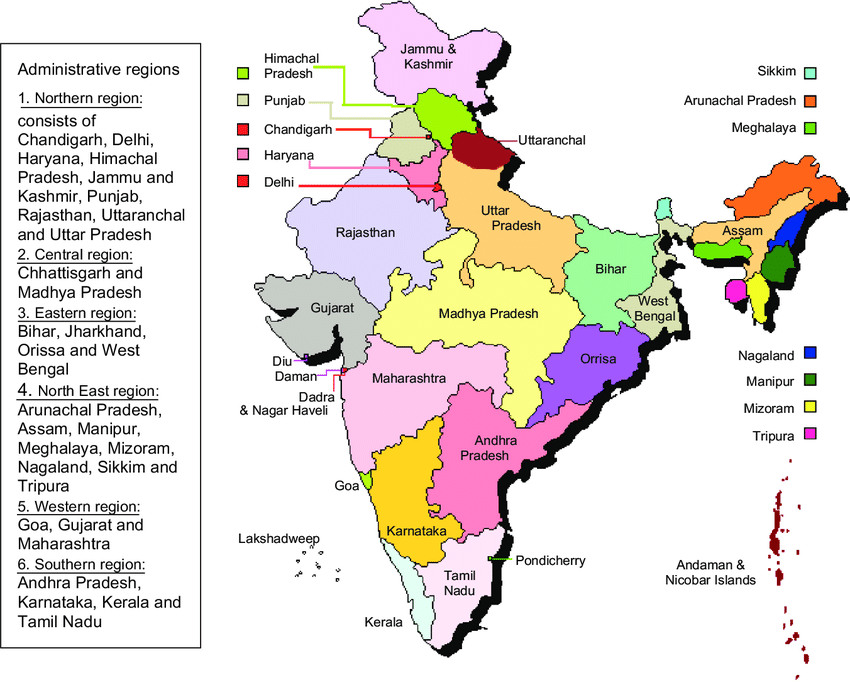 Administrative regions
1. Northern region:
consists of
Chandigarh, Delhi,
Haryana, Himachal
Pradesh, Jammu and
Kashmir, Punjab,
Rajasthan, Uttaranchal
and Uttar Pradesh
2. Central region:
Chhattisgarh and
Madhya Pradesh
3. Eastern region:
Bihar, Jharkhand,
Orissa and West
Bengal
4. North East region:
Arunachal Pradesh,
Assam, Manipur,
Meghalaya, Mizoram,
Nagaland, Sikkim and
Tripura
5. Western region:
Goa, Gujarat and
Maharashtra
6. Southern region:
Andhra Pradesh,
Karnataka, Kerala and
Tamil Nadu
Himachal
Pradesh
Punjab
Chandigarh
Haryana
Delhi
Jammu &
Kashmir
Uttaranchal
Sikkim
Arunachal Pradesh
Meghalaya
Rajasthan
Uttar
Pradesh
Assam
Bihar
Gujarat
Madhya Pradesh
West
Bengal
Diu
Daman
Dadra
& Nagar Haveli
Maharashtra
Orrisa
Nagaland
Manipur
Mizoram
Tripura
Andhra
Pradesh
Goa
Karnataka
Lakshadweep
Tamil
Nadu
Pondicherry
Kerala
Andaman &
Nicobar Islands